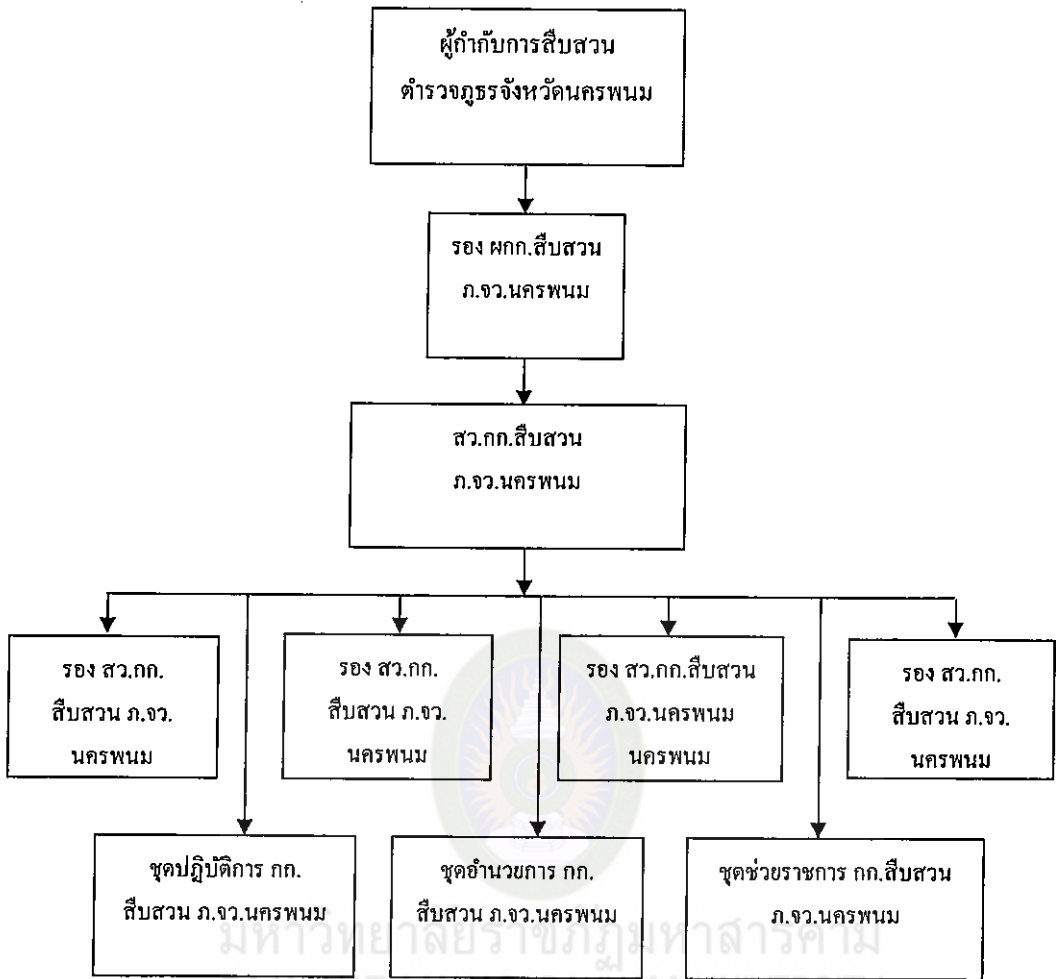 ผู้กำกับการสืบสวน
ตำรวจภูธรจังหวัดนครพนม
รอง ผกก.สืบสวน
ภ.จว.นครพนม
สว.กก.สืบสวน
ภ.จว.นครพนม
รอง สว.กก.
สืบสวน ภ.จว.
นครพนม
รอง สว.กก.
สืบสวน ภ.จว.
นครพนม
รอง สว.กก.สืบสวน
ภ.จว.นครพนม
นครพนม
รอง สว.กก.
สืบสวน ภ.จว.
นครพนม
ชุดปฏิบัติการ กก.
สืบสวน ภ.จว.นครพนม
ชุดอำนวยการ กก.
สืบสวน ภ.จว.นครพนม
ชุดช่วยราชการ กก.สืบสวน
ภ.จว.นครพนม
มหาวิทยาลัยราชภัฏมหาสารคาม